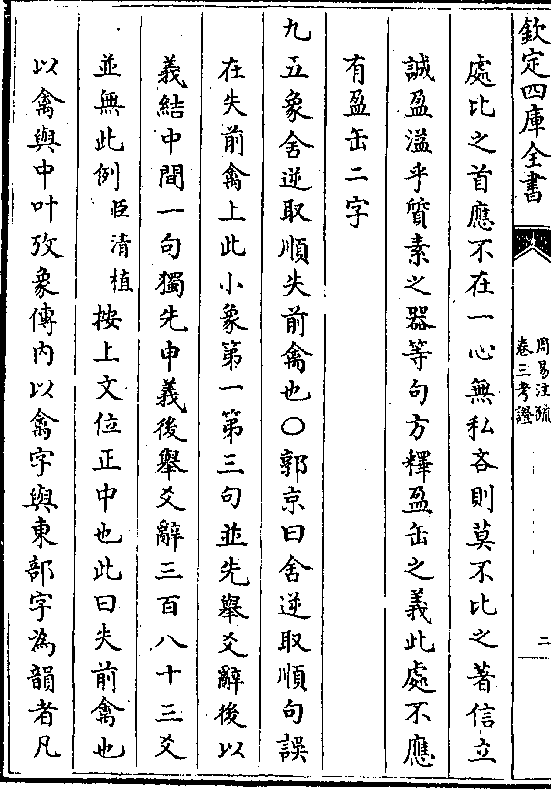 欽定四庫全書
周易注疏
卷三考證
二
處比之首應不在一心無私吝則莫不比之著信立
誠盈溢乎質素之器等句方釋盈缶之義此處不應
有盈缶二字
九五象舍逆取順失前禽也〇郭京曰舍逆取順句誤
在失前禽上此小象第一第三句並先舉爻辭後以
義結中間一句獨先申義後舉爻辭三百八十三爻
並無此例臣清植按上文位正中也此曰失前禽也
以禽與中叶攷象傳內以禽字與東部字為韻者凡